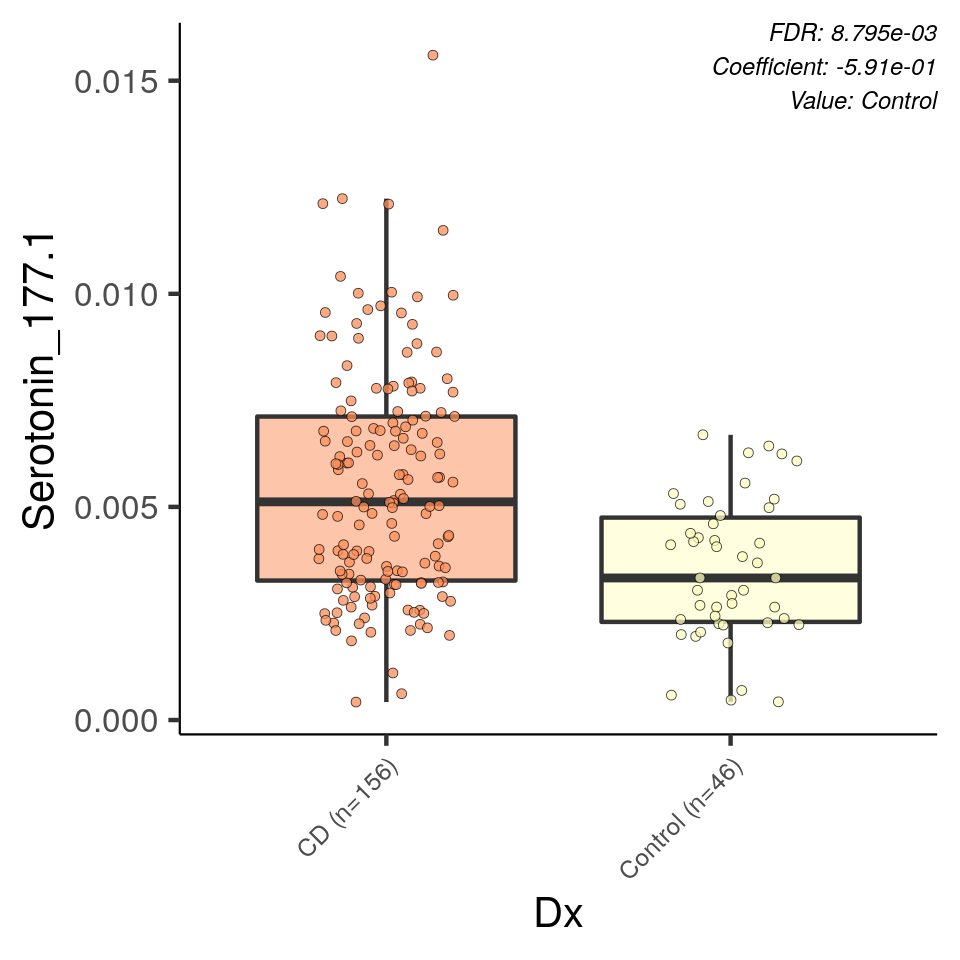 FDR: 8.795e-03
Coefficient: -5.91e-01
Value: Control
0.015
0.010
0.005
0.000
Serotonin_177.1
CD (n=156)
Control (n=46)
Dx